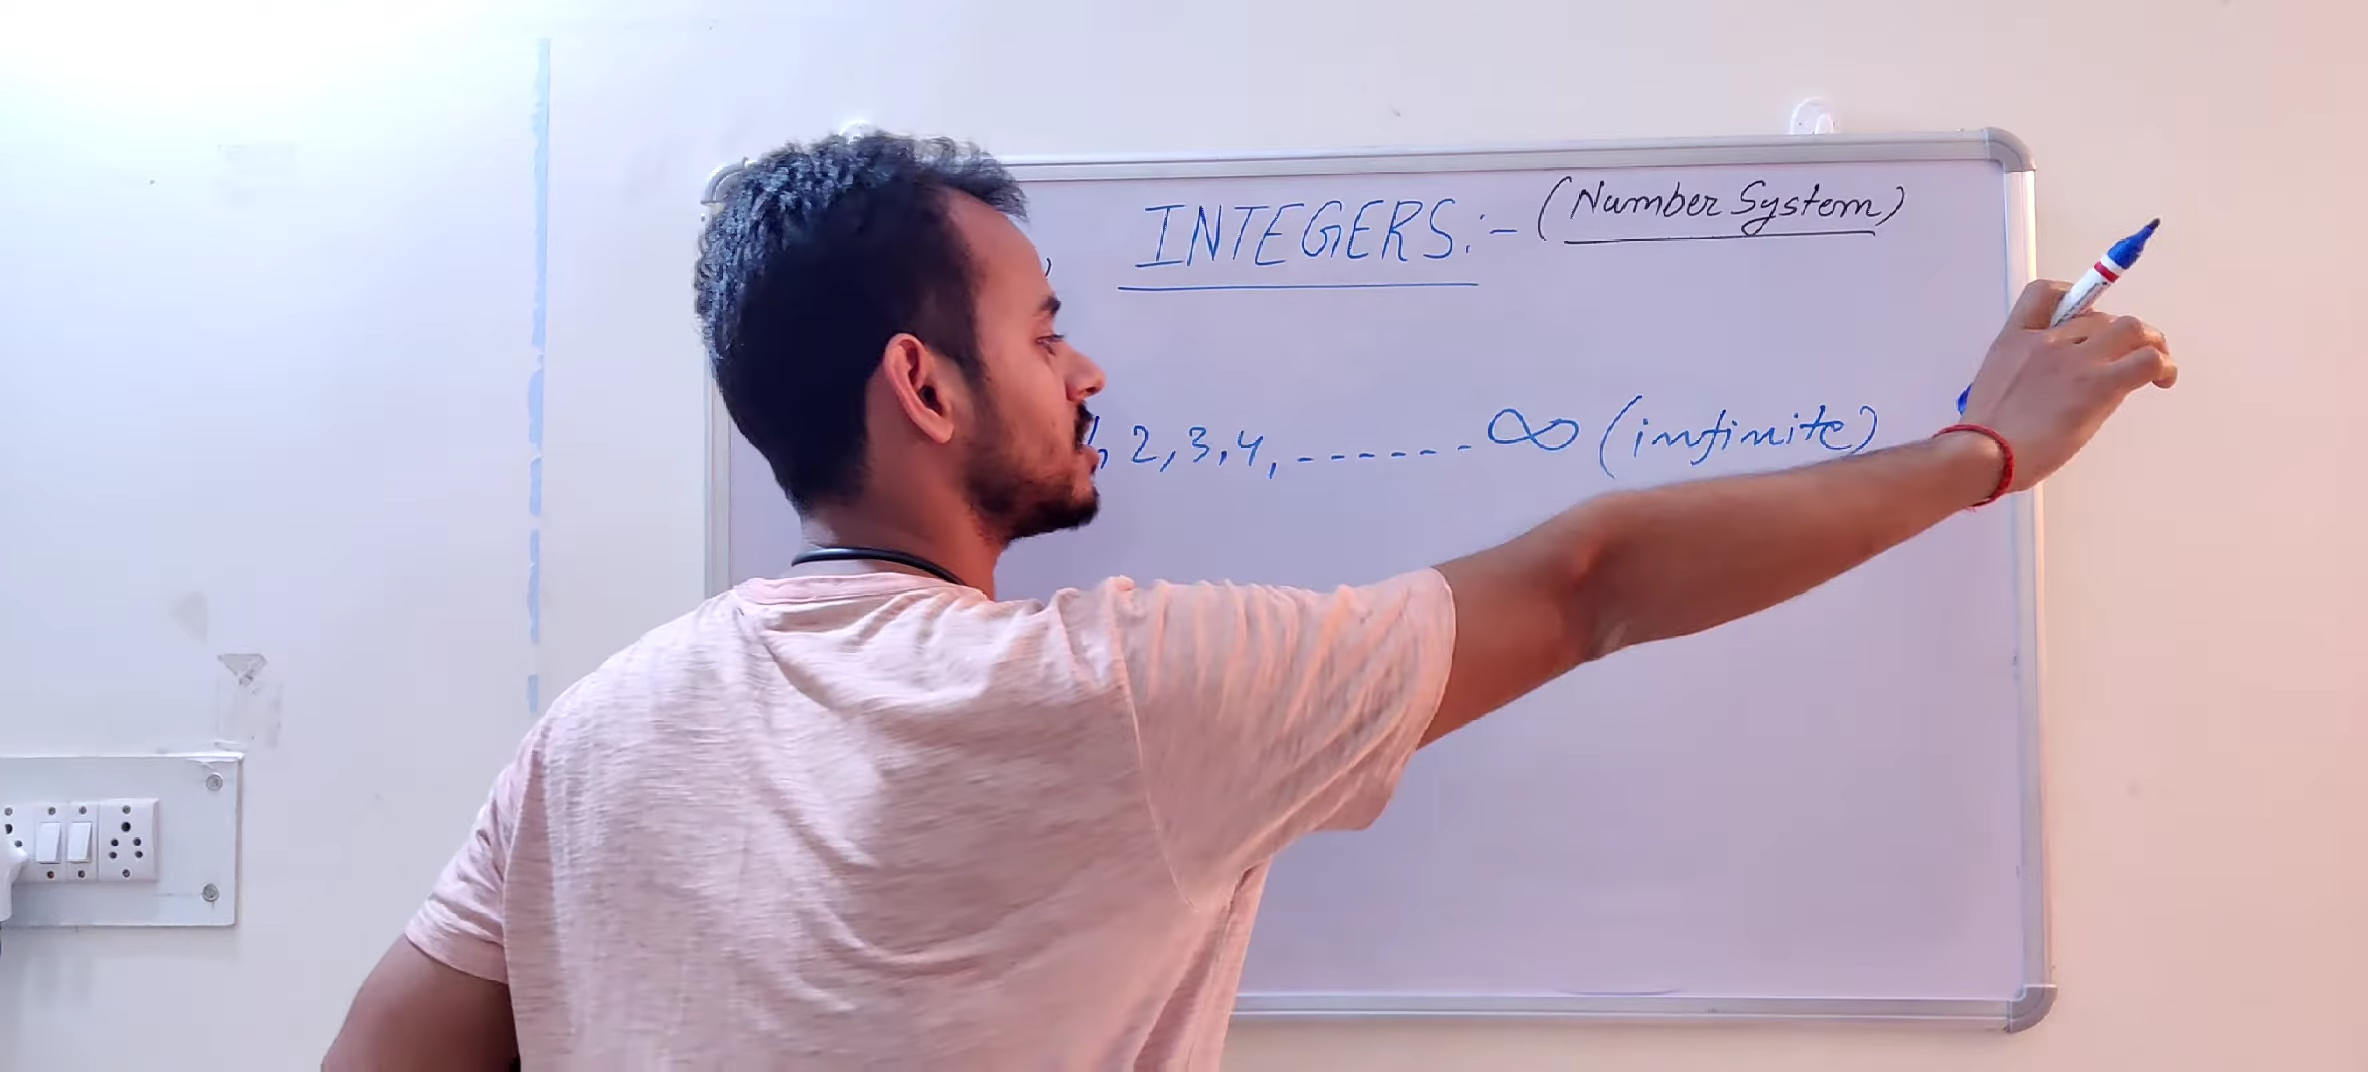 INTEGERS:- (Number System)
, 2, 3, 4, ------- ∞ (infinite)